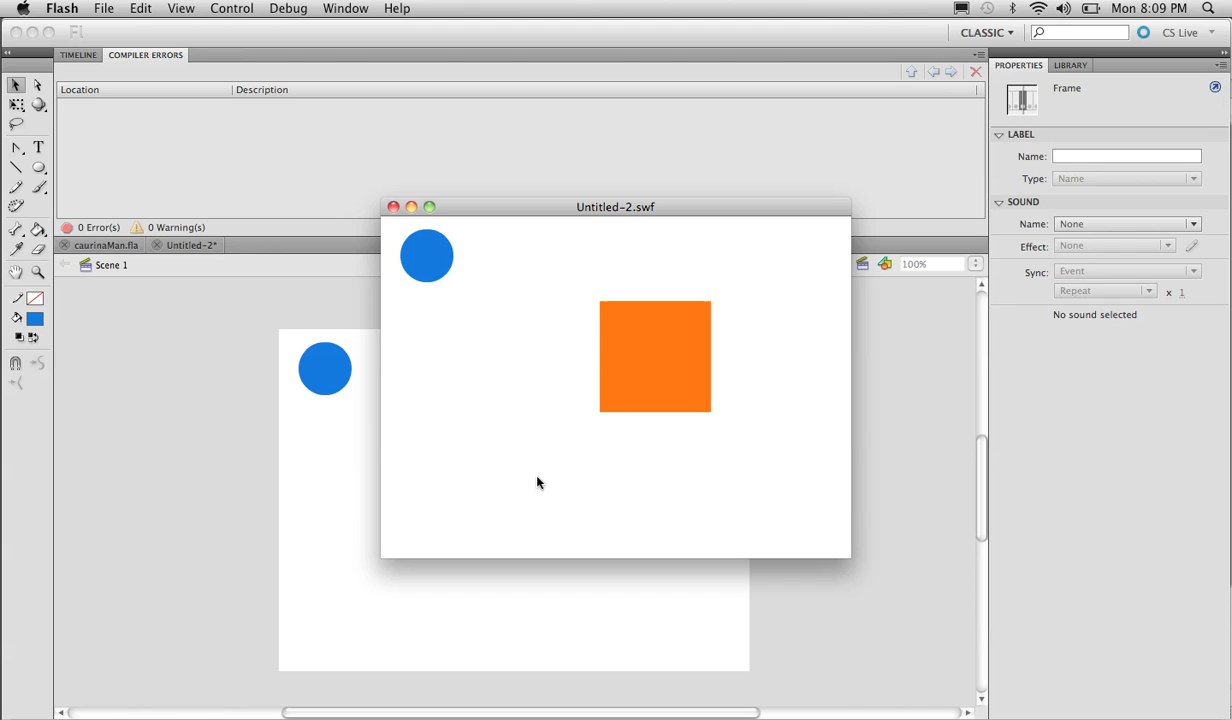 Flash File Edit View Control Debug Window Help Mon 8:09 PM
Fl CLASSIC CS Live
TIMELINE COMPILER ERRORS
PROPERTIES LIBRARY
Location Description
Frame
LABEL
Name:
Type: Name
SOUND
Name: None
Effect: None
Sync: Event
Repeat x 1
No sound selected
0 Error(s) 0 Warning(s)
caurinaMan.fla Untitled-2*
Scene 1 100%
Untitled-2.swf
T